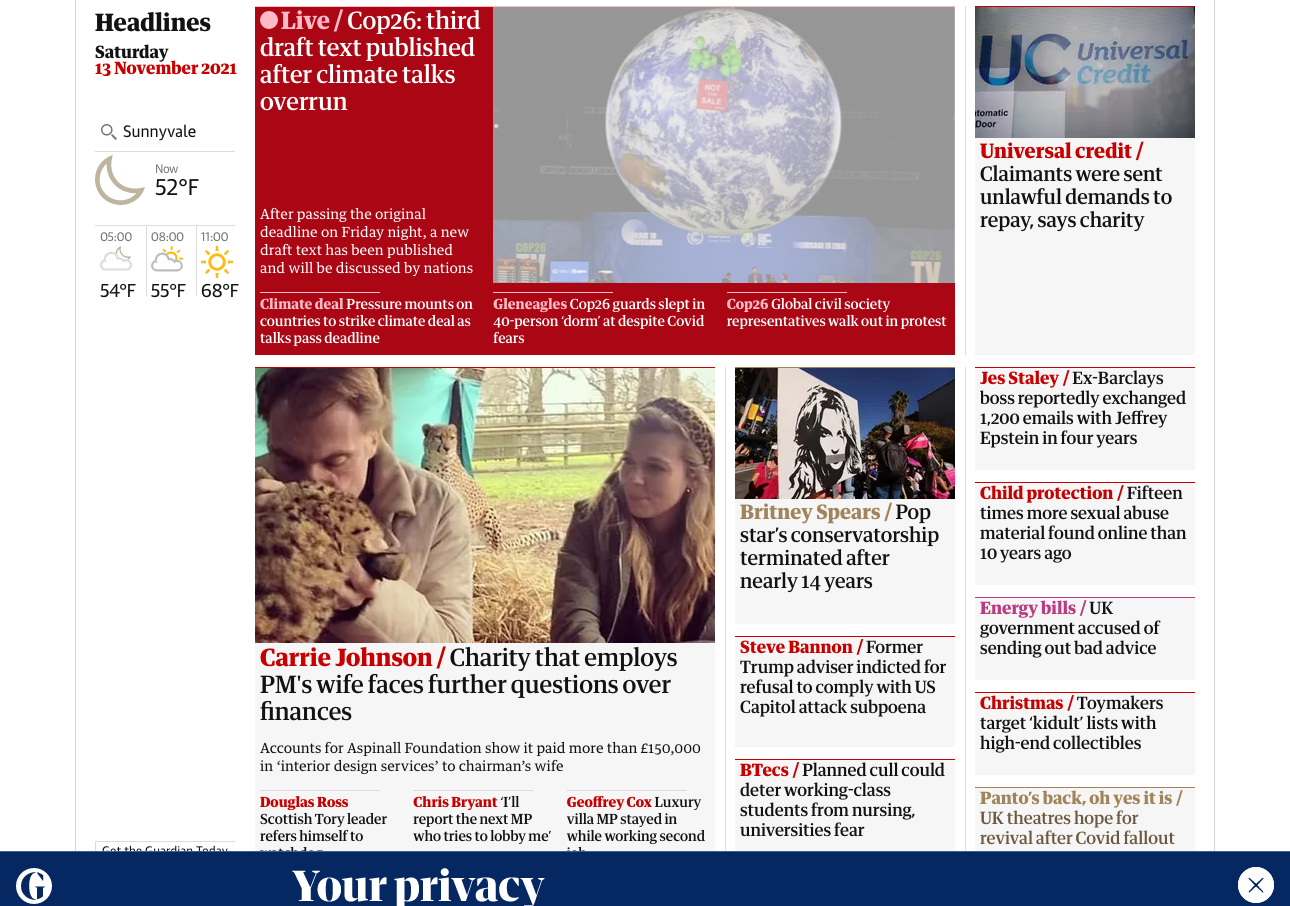 Headlines
Saturday
13 November 2021
Sunnyvale
Now
52°F
05:00
08:00
11:00
54°F
55°F
68°F
Live / Cop26: third
draft text published
after climate talks
overrun
After passing the original
deadline on Friday night, a new
draft text has been published
and will be discussed by nations
NOT
SALE
COP26
COP26
TV
Climate deal Pressure mounts on
countries to strike climate deal as
talks pass deadline
Gleneagles Cop26 guards slept in
40-person ‘dorm’ at despite Covid
fears
Cop26 Global civil society
representatives walk out in protest
UC Universal
Credit
utomatic
Door
Universal credit /
Claimants were sent
unlawful demands to
repay, says charity
Carrie Johnson / Charity that employs
PM's wife faces further questions over
finances
Accounts for Aspinall Foundation show it paid more than £150,000
in ‘interior design services’ to chairman’s wife
Douglas Ross
Scottish Tory leader
refers himself to
watchdog
Chris Bryant ‘I’ll
report the next MP
who tries to lobby me’
Geoffrey Cox Luxury
villa MP stayed in
while working second
job
Britney Spears / Pop
star’s conservatorship
terminated after
nearly 14 years
Steve Bannon / Former
Trump adviser indicted for
refusal to comply with US
Capitol attack subpoena
BTecs / Planned cull could
deter working-class
students from nursing,
universities fear
Jes Staley / Ex-Barclays
boss reportedly exchanged
1,200 emails with Jeffrey
Epstein in four years
Child protection / Fifteen
times more sexual abuse
material found online than
10 years ago
Energy bills / UK
government accused of
sending out bad advice
Christmas / Toymakers
target ‘kidult’ lists with
high-end collectibles
Panto’s back, oh yes it is /
UK theatres hope for
revival after Covid fallout
Get the Guardian Today
Your privacy